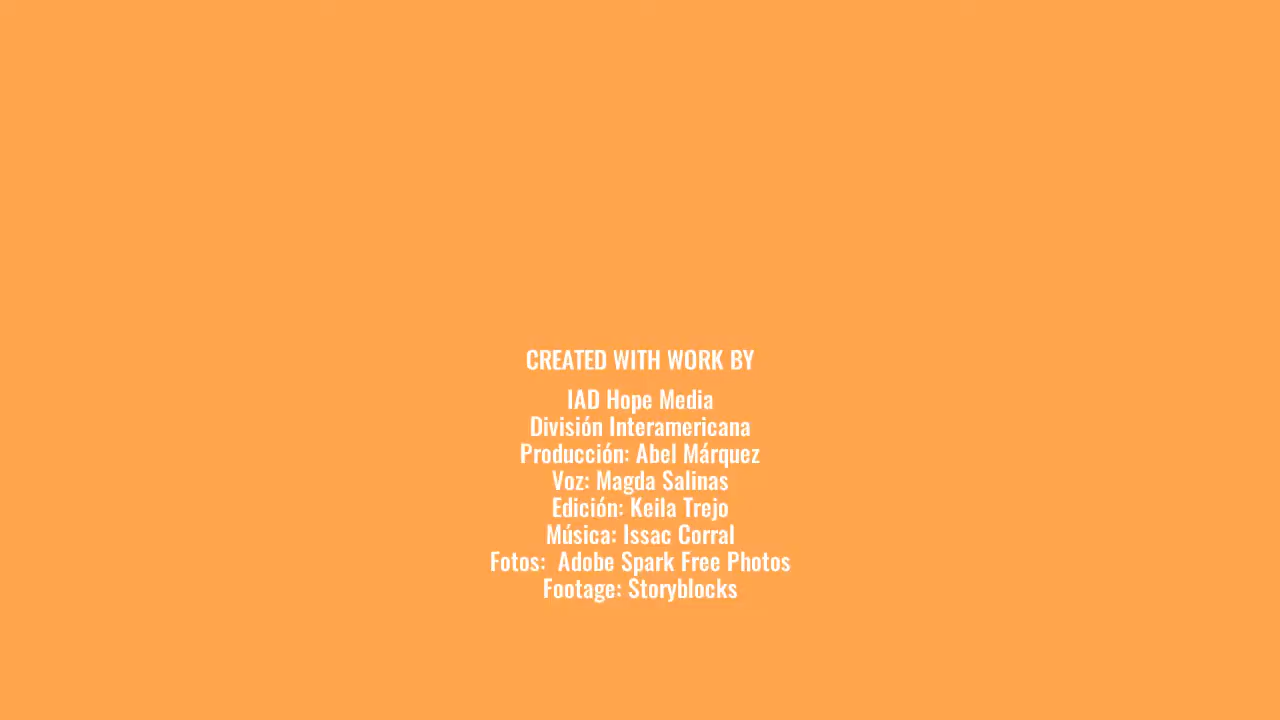 CREATED WITH WORK BY
IAD Hope Media
División Interamericana
Producción: Abel Márquez
Voz: Magda Salinas
Edición: Keila Trejo
Música: Issac Corral
Fotos:  Adobe Spark Free Photos
Footage: Storyblocks